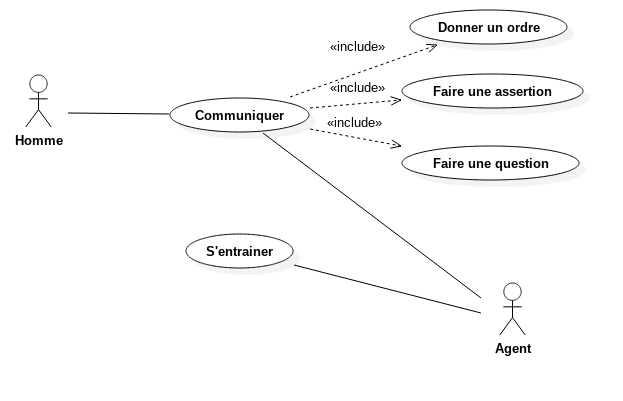 Donner un ordre
«include»
«include»
Faire une assertion
Communiquer
«include»
Homme
Faire une question
S'entrainer
Agent